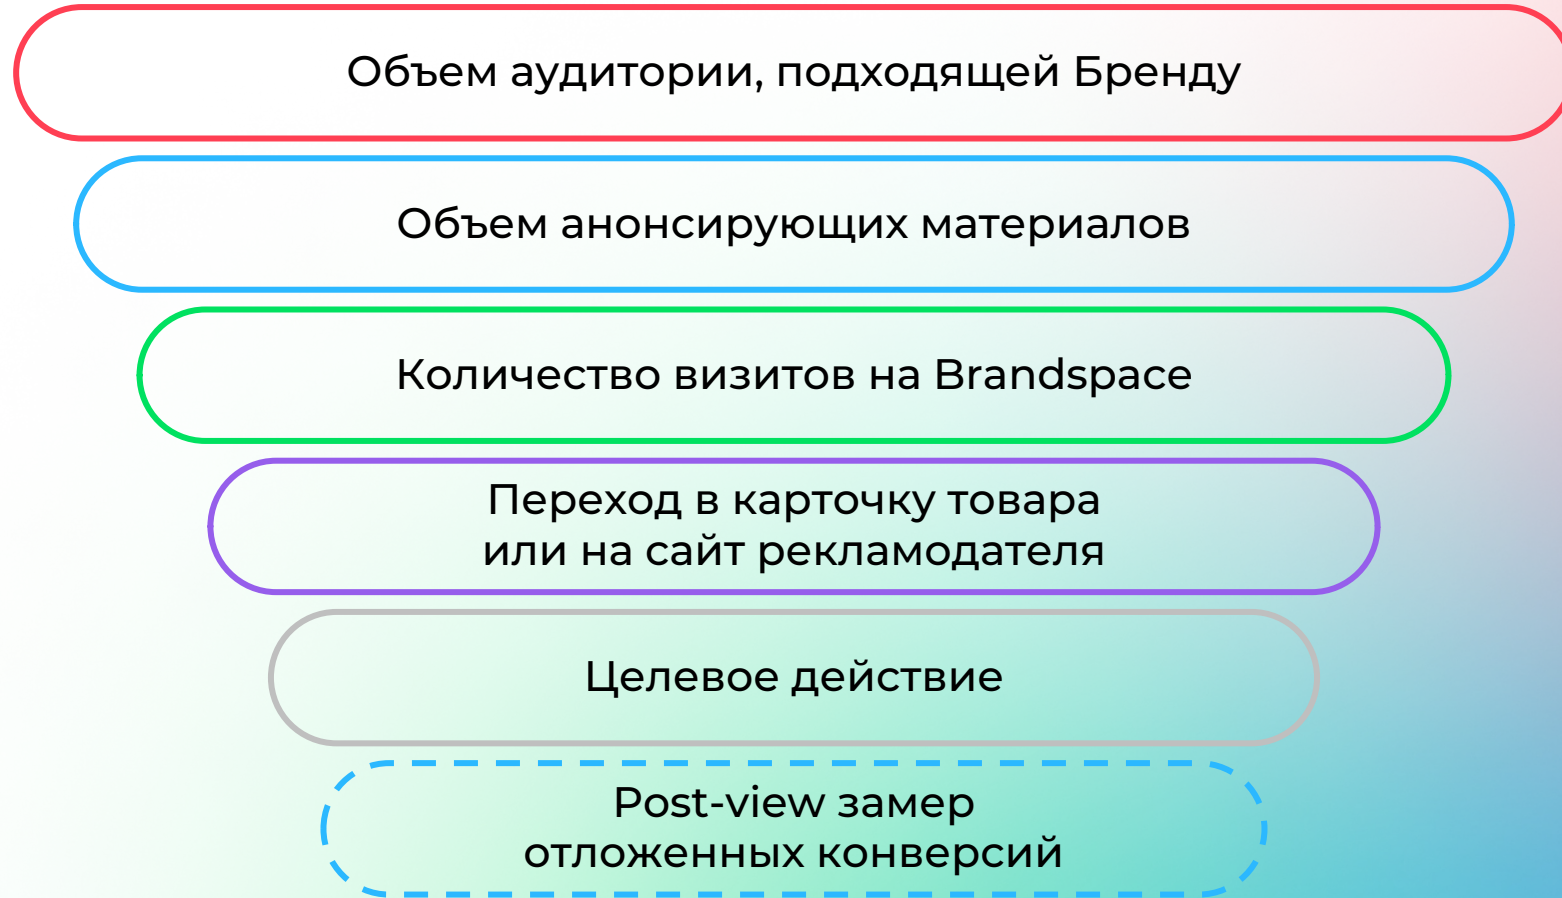 Объем аудитории, подходящей Бренду
Объем анонсирующих материалов
Количество визитов на Brandspace
Переход в карточку товара
или на сайт рекламодателя
Целевое действие
Post-view замер
отложенных конверсий